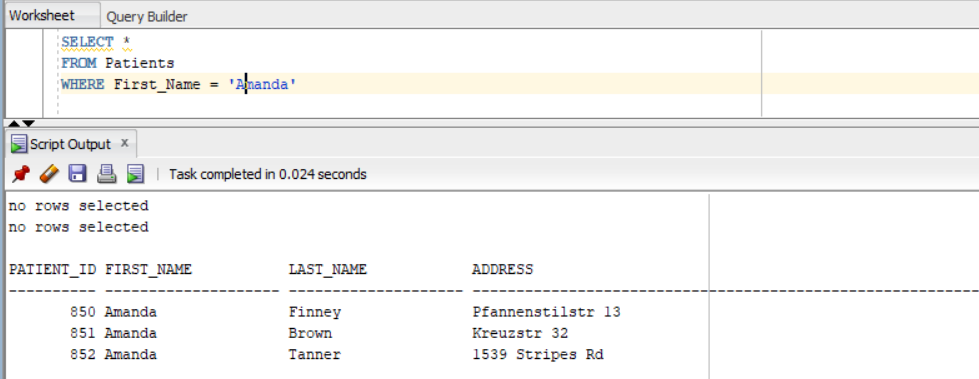 Worksheet Query Builder
SELECT *
FROM Patients
WHERE First_Name = 'Amanda'
Script Output x
Task completed in 0.024 seconds
no rows selected
no rows selected
PATIENT_ID FIRST_NAME LAST_NAME ADDRESS
---------- -------------------- -------------------- --------------------------------------------------
850 Amanda Finney Pfannenstilstr 13
851 Amanda Brown Kreuzstr 32
852 Amanda Tanner 1539 Stripes Rd